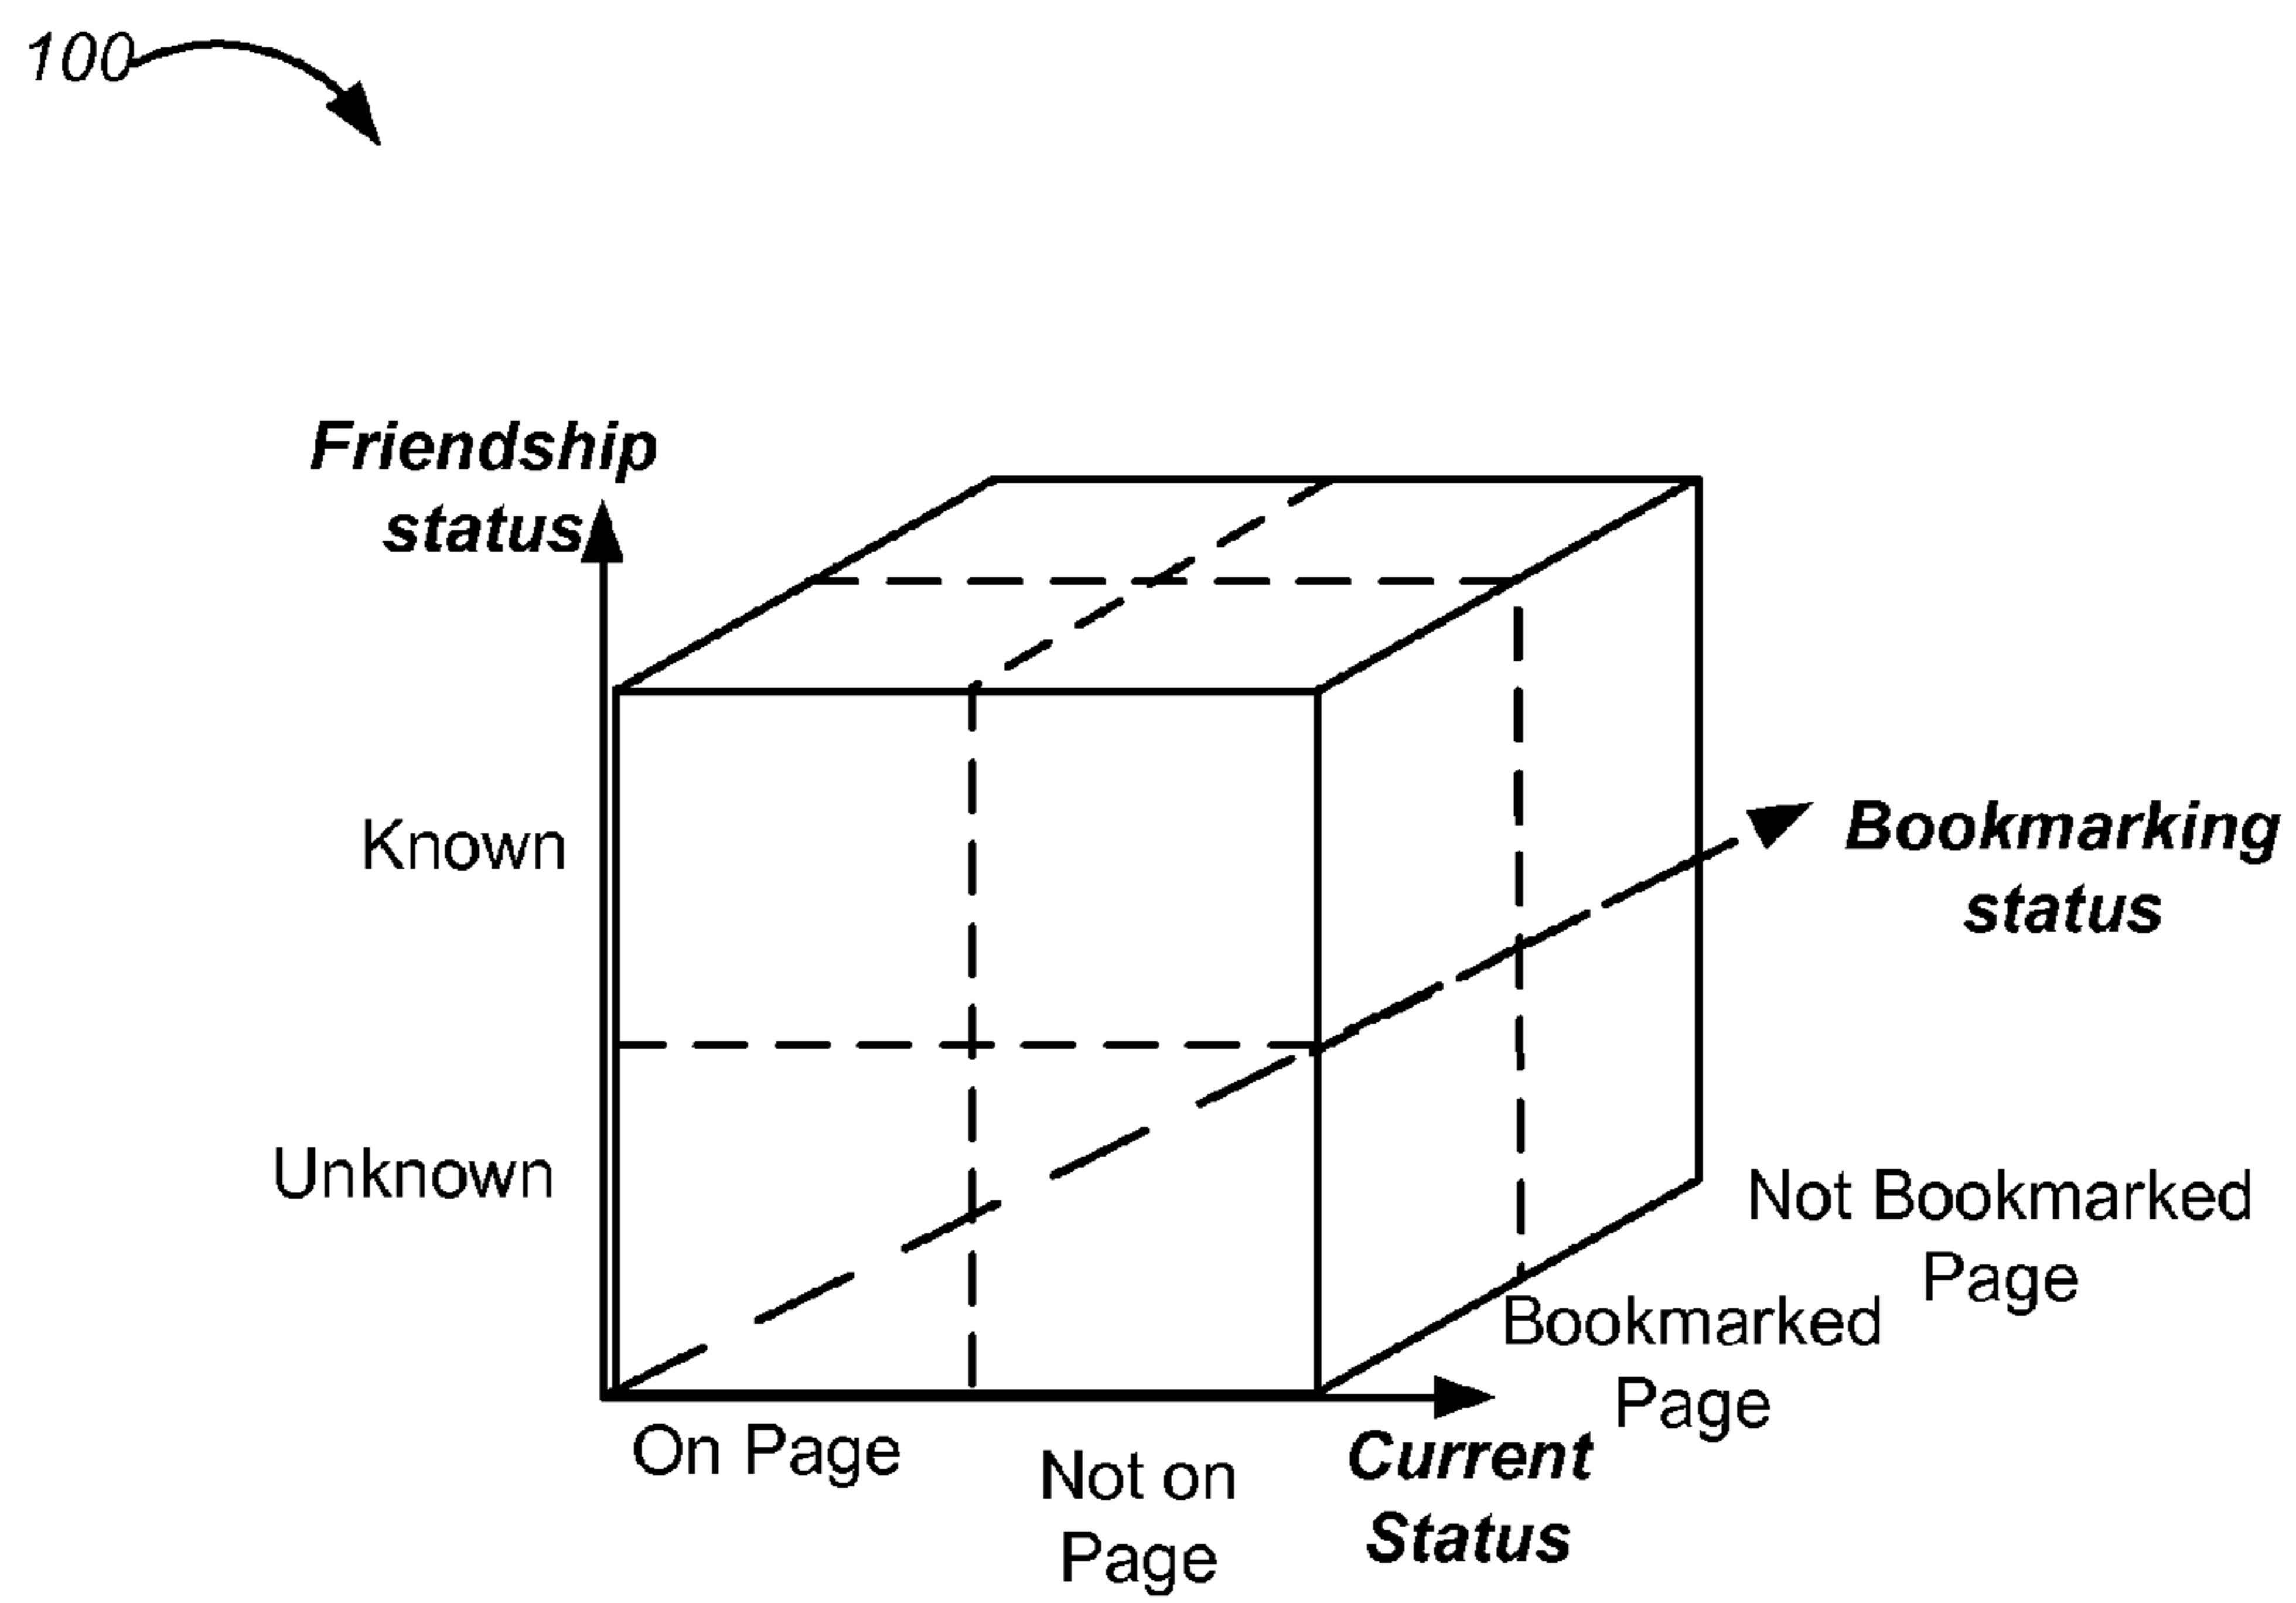 100
Friendship
status
Known
Bookmarking
status
Unknown
Not Bookmarked
Page
Bookmarked
Page
On Page
Not on
Page
Current
Status